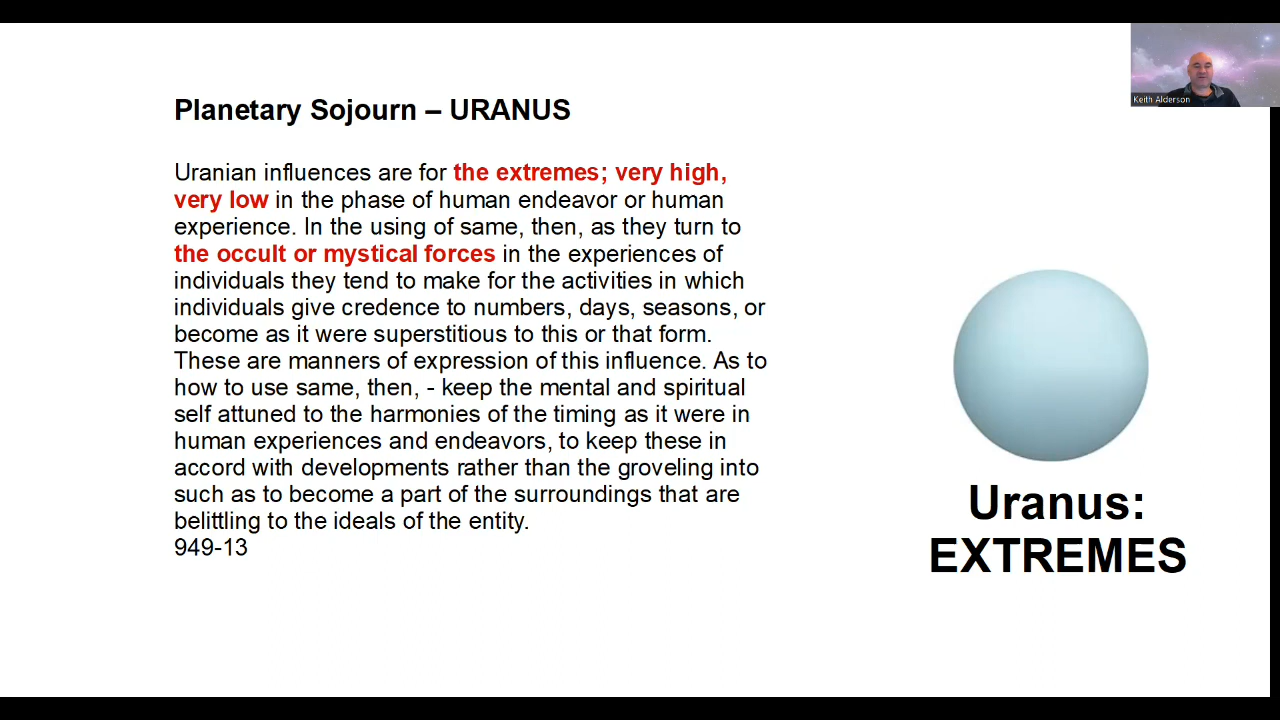 Keith Alderson
Planetary Sojourn – URANUS
Uranian influences are for the extremes; very high,
very low in the phase of human endeavor or human
experience. In the using of same, then, as they turn to
the occult or mystical forces in the experiences of
individuals they tend to make for the activities in which
individuals give credence to numbers, days, seasons, or
become as it were superstitious to this or that form.
These are manners of expression of this influence. As to
how to use same, then, - keep the mental and spiritual
self attuned to the harmonies of the timing as it were in
human experiences and endeavors, to keep these in
accord with developments rather than the groveling into
such as to become a part of the surroundings that are
belittling to the ideals of the entity.
949-13
Uranus:
EXTREMES